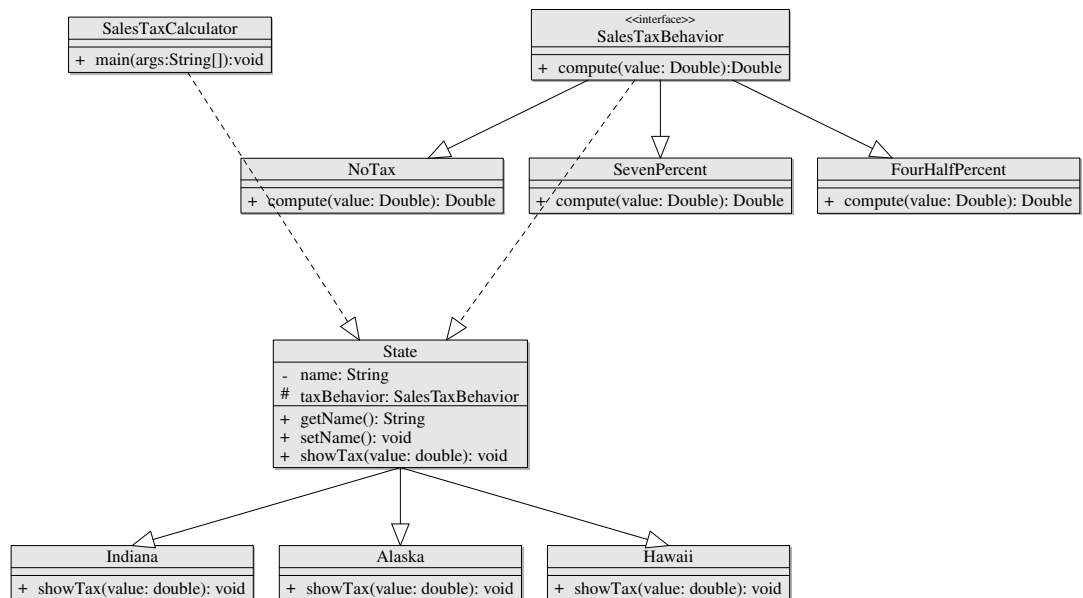 SalesTaxCalculator
+ main(args:String[]):void
<<interface>>
SalesTaxBehavior
+ compute(value: Double):Double
NoTax
+ compute(value: Double): Double
SevenPercent
+ compute(value: Double): Double
FourHalfPercent
+ compute(value: Double): Double
State
- name: String
# taxBehavior: SalesTaxBehavior
+ getName(): String
+ setName(): void
+ showTax(value: double): void
Indiana
+ showTax(value: double): void
Alaska
+ showTax(value: double): void
Hawaii
+ showTax(value: double): void